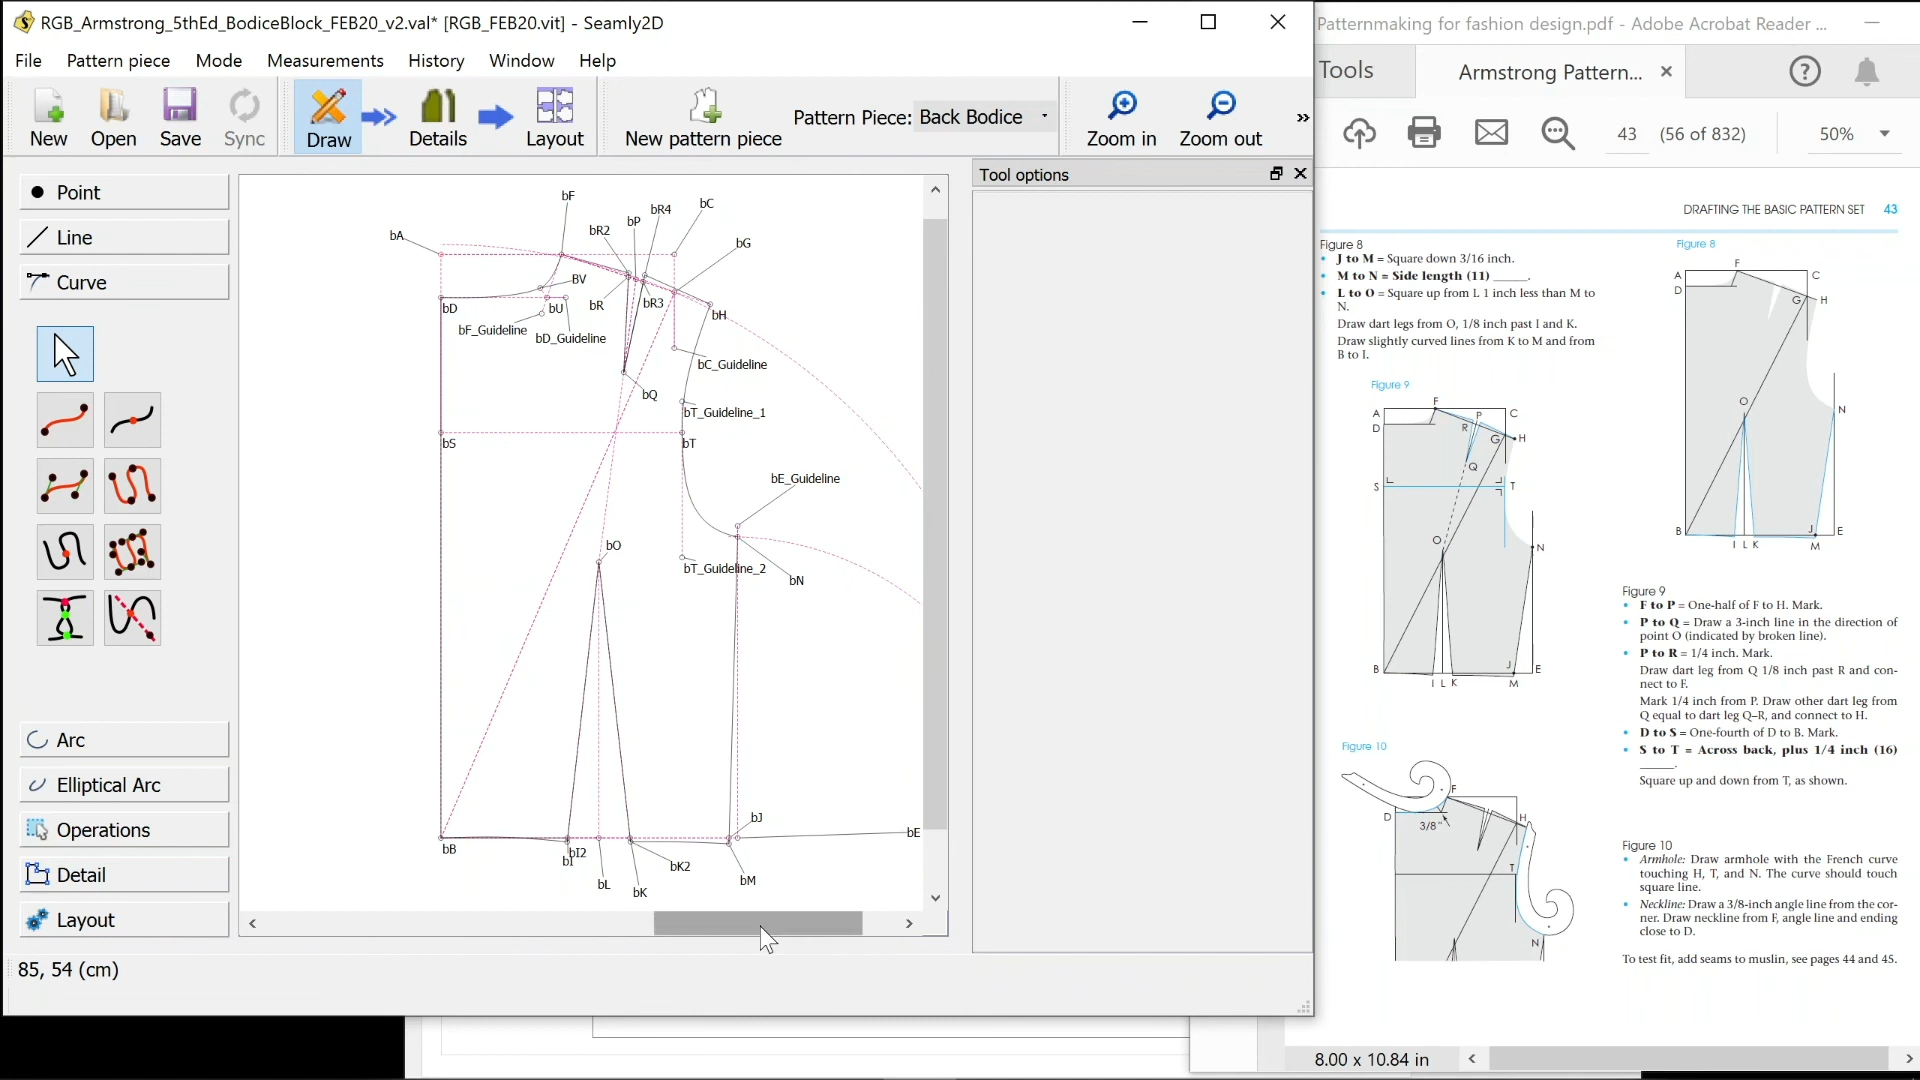 RGB_Armstrong_5thEd_BodiceBlock_FEB20_v2.val* [RGB_FEB20.vit] - Seamly2D
File Pattern piece Mode Measurements History Window Help
New Open Save Sync Draw Details Layout New pattern piece Pattern Piece: Back Bodice Zoom in Zoom out »
Point
Line
Curve
Arc
Elliptical Arc
Operations
Detail
Layout
85, 54 (cm)
Tool options
bF
bC
bR4
bP
bR2
bA
bG
BV
bR
bR3
bD
bU
bH
bF_Guideline
bD_Guideline
bC_Guideline
bQ
bT_Guideline_1
bS
bT
bE_Guideline
bO
bT_Guideline_2
bN
bJ
bE
bB
bI2
bI
bK2
bL
bM
bK
Patternmaking for fashion design.pdf - Adobe Acrobat Reader ...
Tools
Armstrong Pattern...
43 (56 of 832) 50%
DRAFTING THE BASIC PATTERN SET 43
Figure 8
• J to M = Square down 3/16 inch.
• M to N = Side length (11) _____.
• L to O = Square up from L 1 inch less than M to
N.
Draw dart legs from O, 1/8 inch past I and K.
Draw slightly curved lines from K to M and from
B to I.
Figure 8
F
A C
D
G H
O N
B J E
I L K M
Figure 9
F
A P C
D R G H
Q
S T
O N
B J E
I L K M
Figure 9
• F to P = One-half of F to H. Mark.
• P to Q = Draw a 3-inch line in the direction of
point O (indicated by broken line).
• P to R = 1/4 inch. Mark.
Draw dart leg from Q 1/8 inch past R and con-
nect to F.
Mark 1/4 inch from P. Draw other dart leg from
Q equal to dart leg Q–R, and connect to H.
• D to S = One-fourth of D to B. Mark.
• S to T = Across back, plus 1/4 inch (16)
_____.
Square up and down from T, as shown.
Figure 10
F
D H
3/8"
T
N
Figure 10
• Armhole: Draw armhole with the French curve
touching H, T, and N. The curve should touch
square line.
• Neckline: Draw a 3/8-inch angle line from the cor-
ner. Draw neckline from F, angle line and ending
close to D.
To test fit, add seams to muslin, see pages 44 and 45.
8.00 x 10.84 in